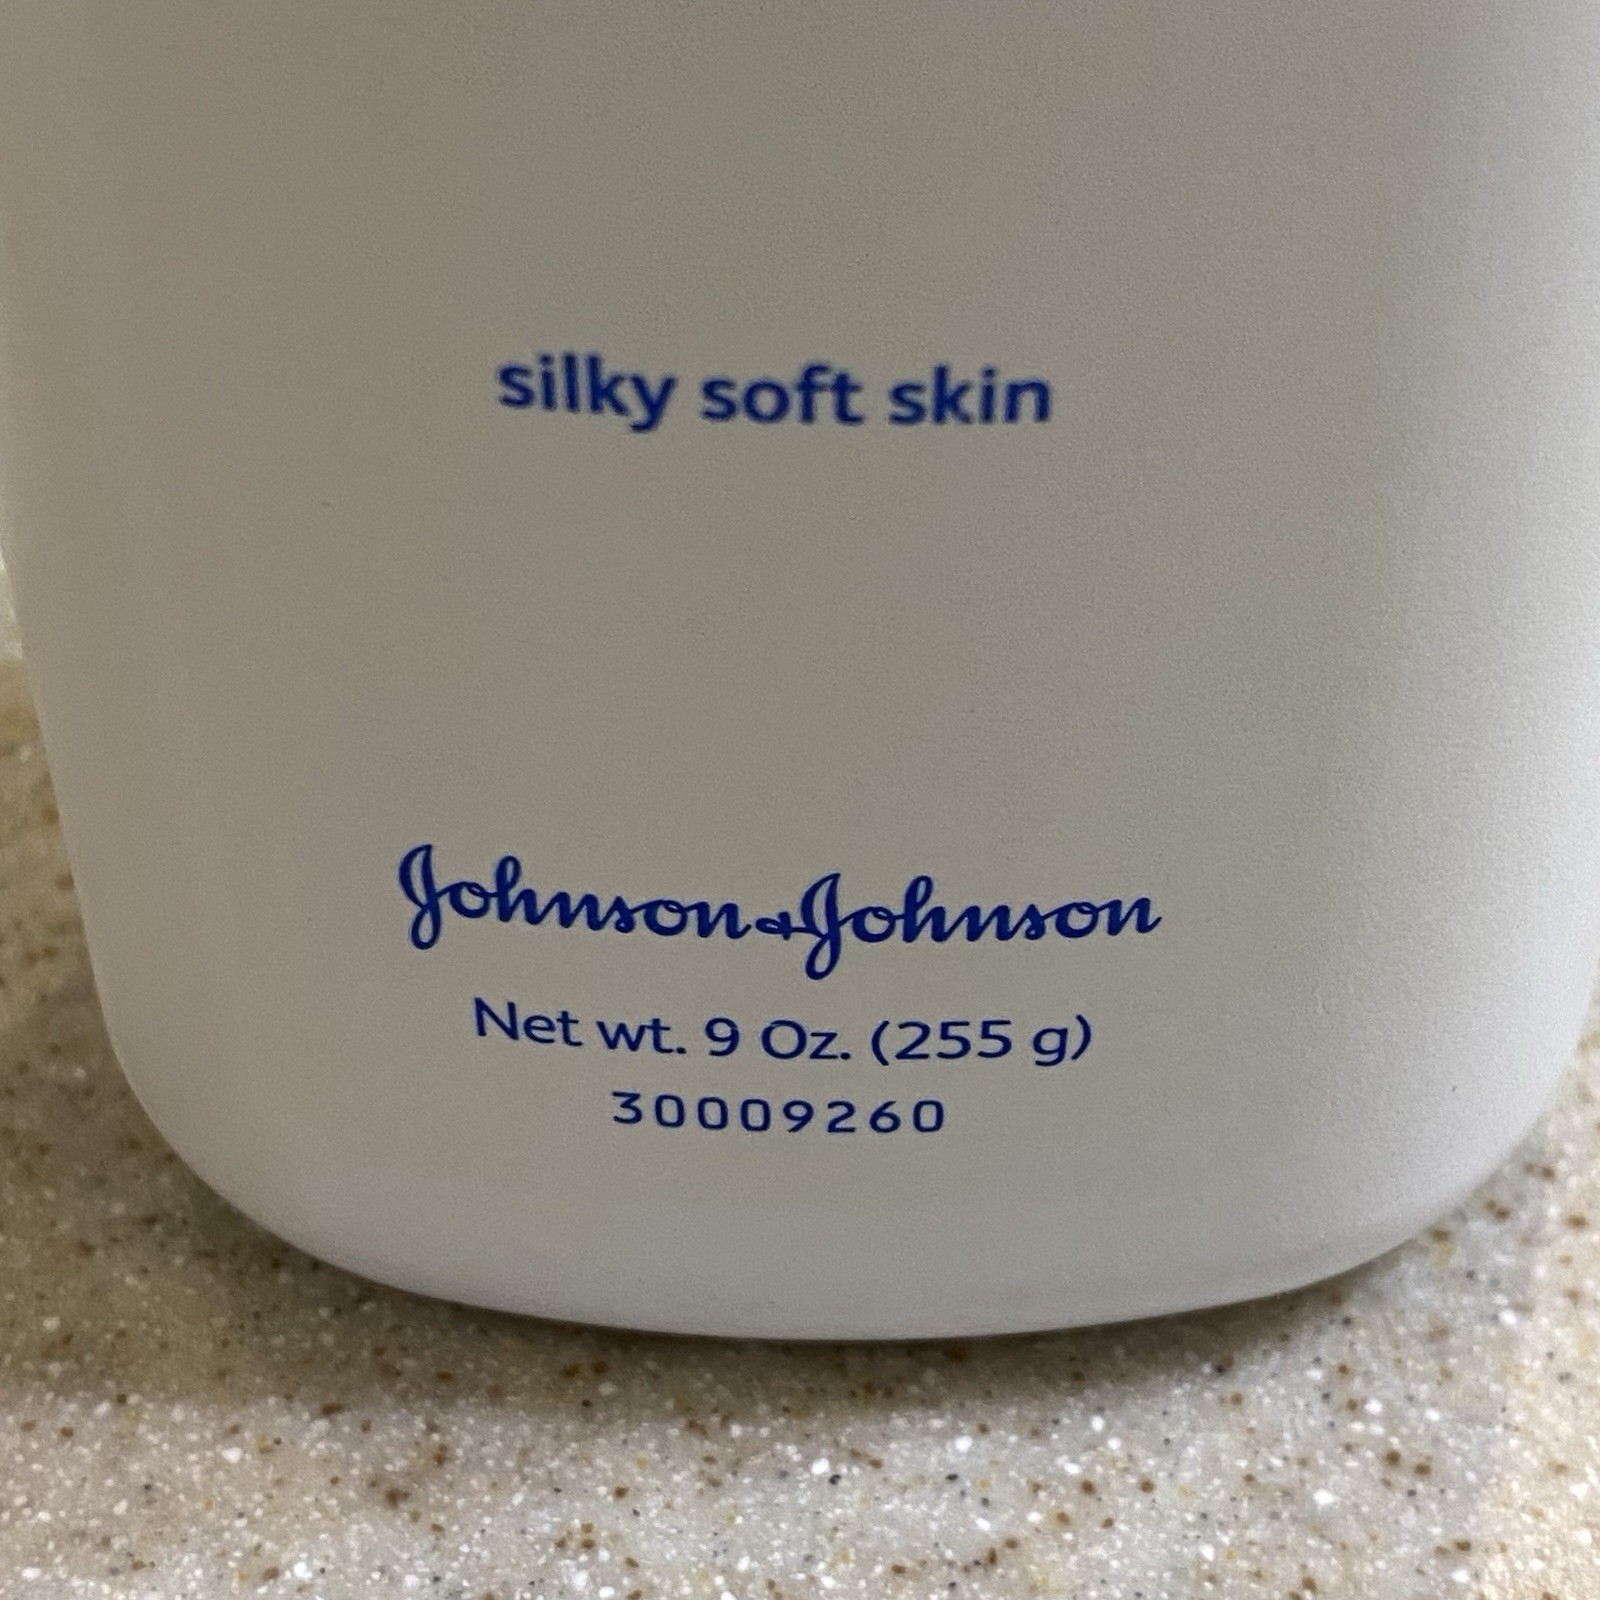 silky soft skin
Johnson & Johnson
Net wt. 9 Oz. (255 g)
30009260